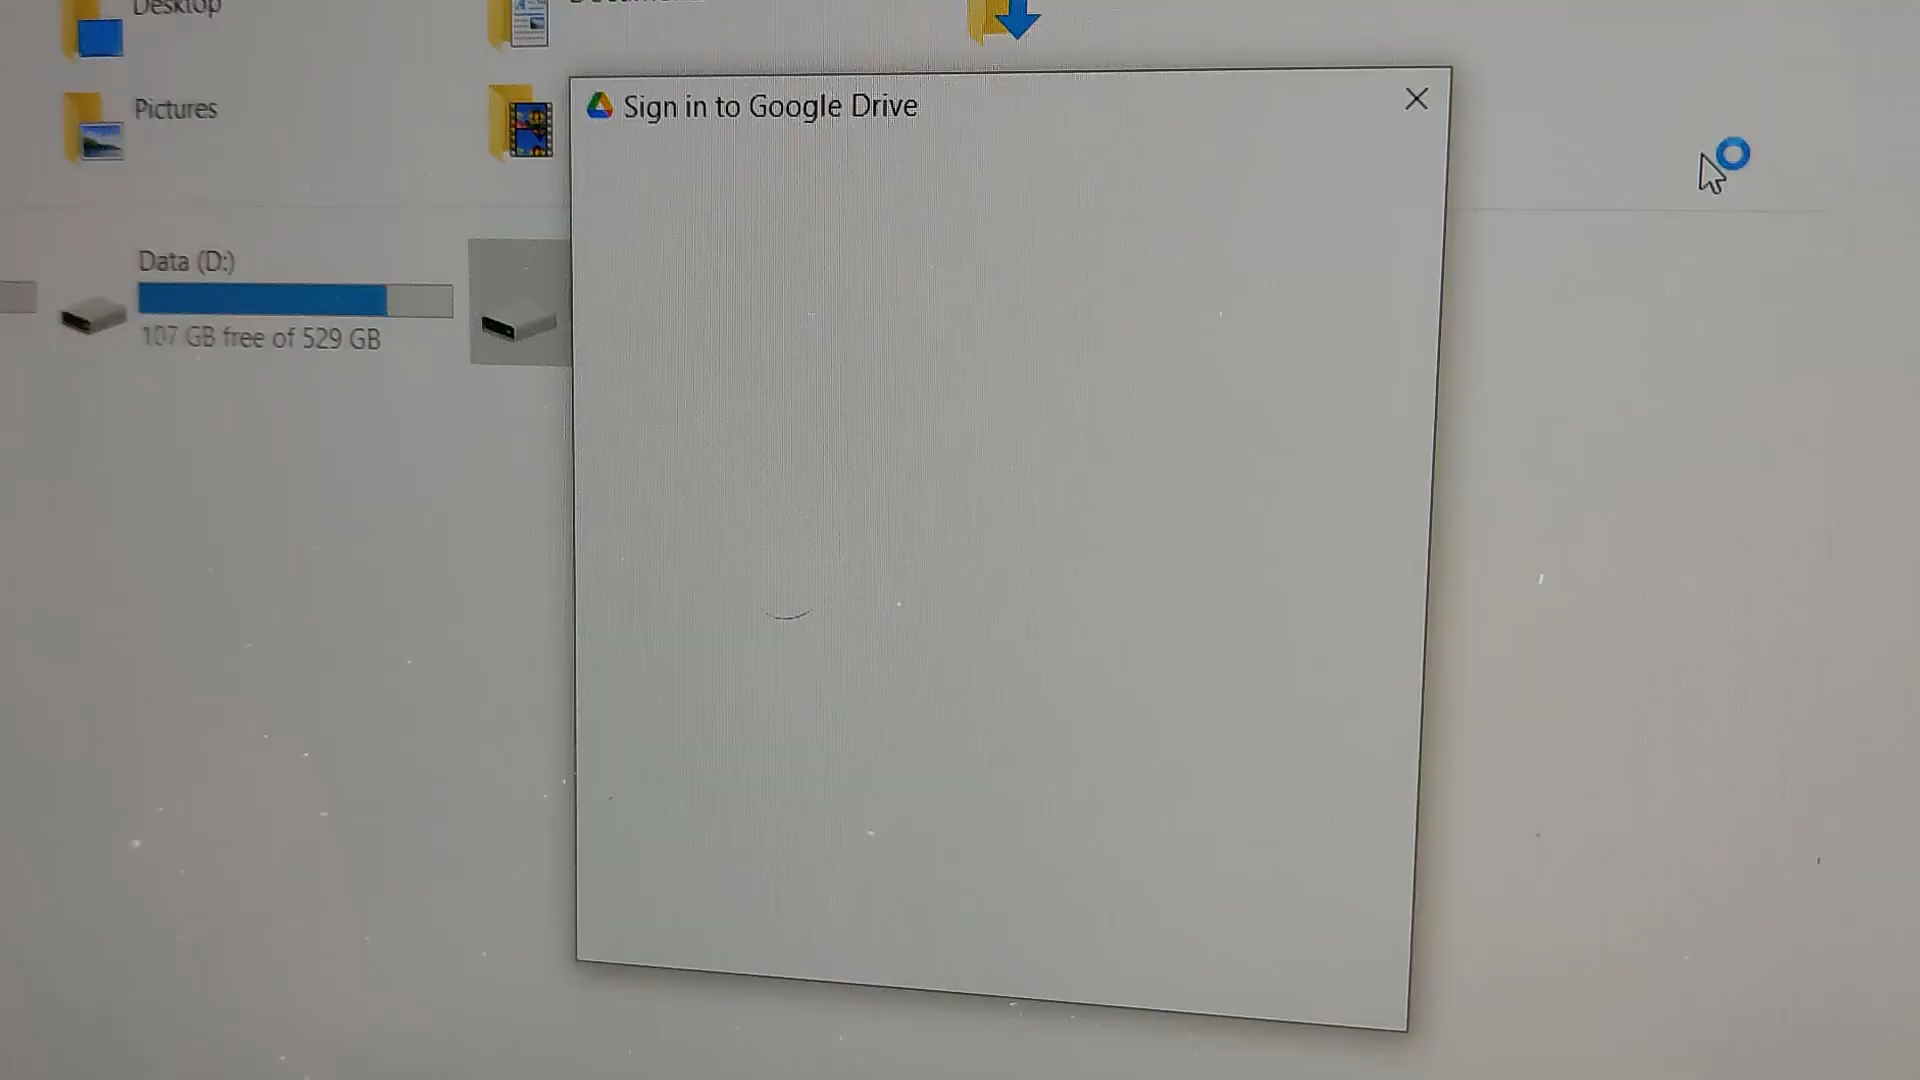 Desktop
Pictures
Sign in to Google Drive
Data (D:)
107 GB free of 529 GB